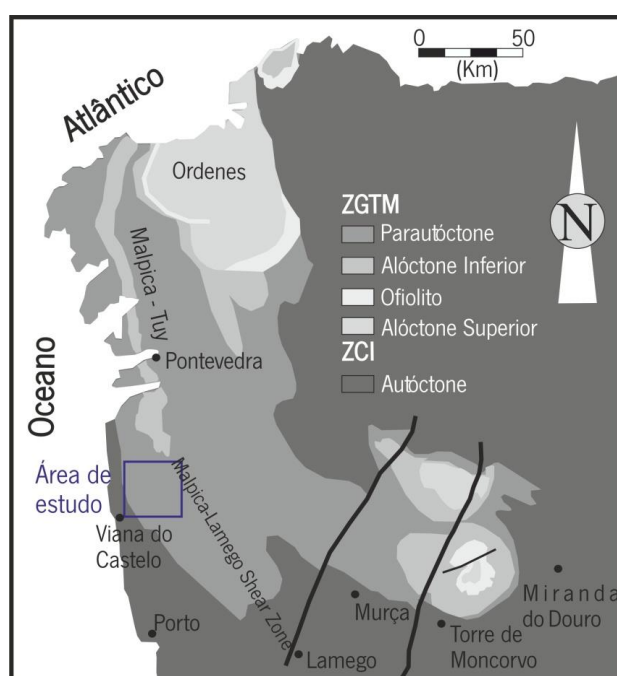 0 50
(Km)
Atlântico
Ordenes
ZGTM
Parautóctone
Alóctone Inferior
Ofiolito
Alóctone Superior
ZCI
Autóctone
N
Malpica - Tuy
Pontevedra
Oceano
Área de
estudo
Malpica-Lamego Shear Zone
Viana do
Castelo
Porto
Lamego
Murça
Torre de
Moncorvo
Miranda
do Douro